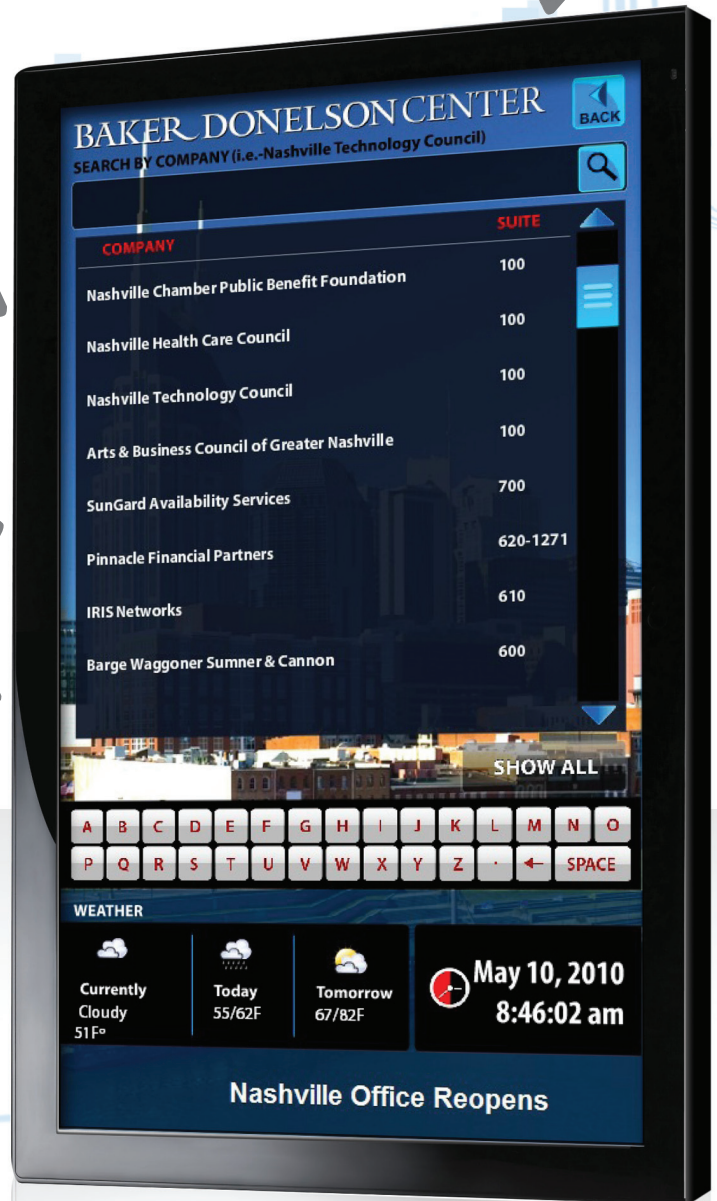 BAKER DONELSON CENTER
BACK
SEARCH BY COMPANY (i.e.-Nashville Technology Council)
COMPANY SUITE
Nashville Chamber Public Benefit Foundation 100
Nashville Health Care Council 100
Nashville Technology Council 100
Arts & Business Council of Greater Nashville 100
SunGard Availability Services 700
Pinnacle Financial Partners 620-1271
IRIS Networks 610
Barge Waggoner Sumner & Cannon 600
SHOW ALL
A B C D E F G H I J K L M N O
P Q R S T U V W X Y Z . ← SPACE
WEATHER
Currently
Cloudy
51Fº
Today
55/62F
Tomorrow
67/82F
May 10, 2010
8:46:02 am
Nashville Office Reopens